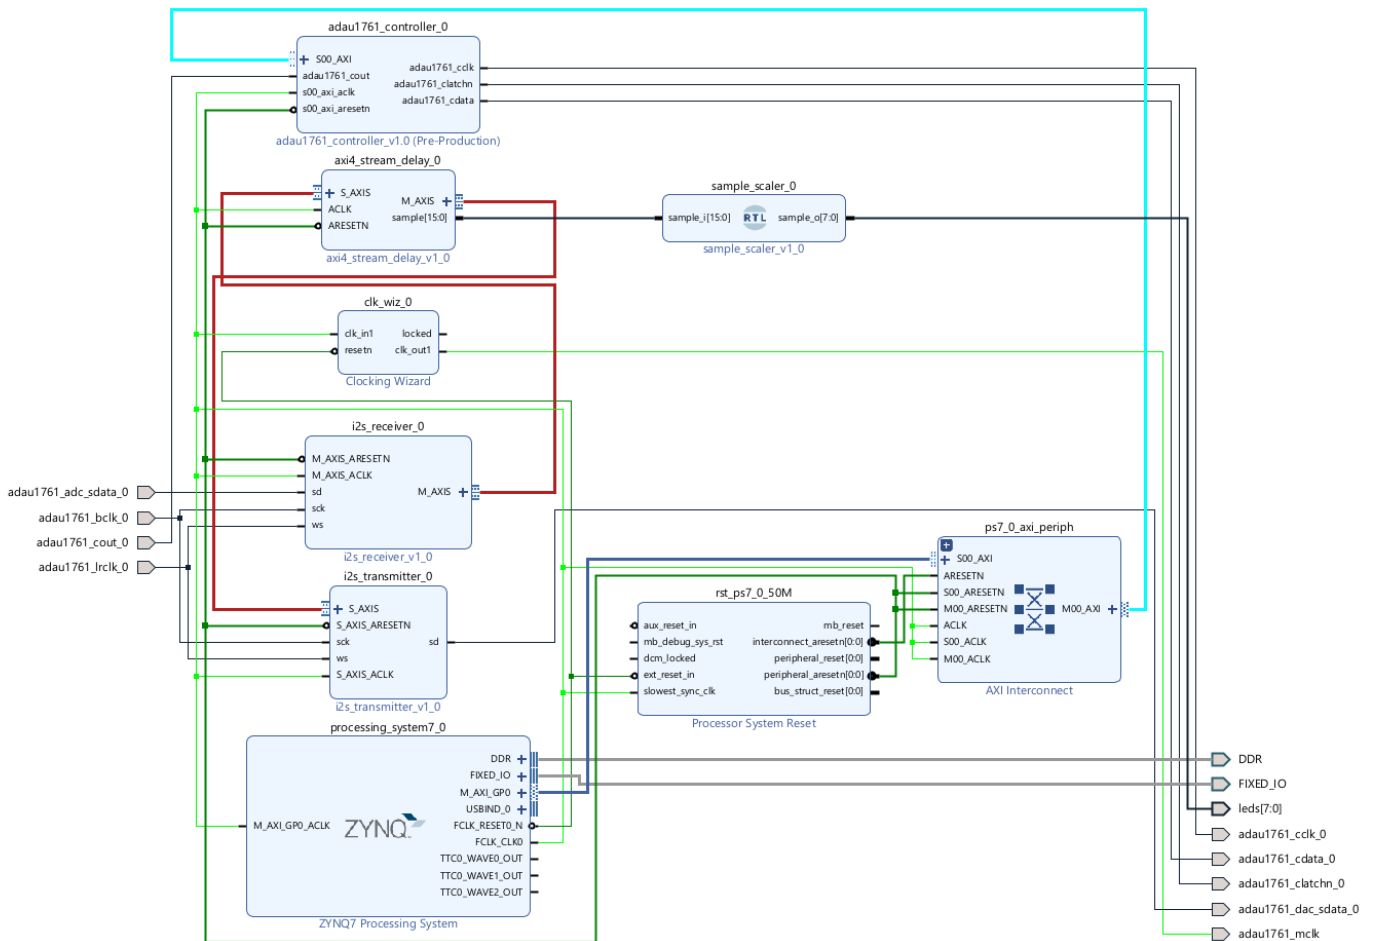 adau1761_controller_0
S00_AXI
adau1761_cout
s00_axi_aclk
s00_axi_aresetn
adau1761_cclk
adau1761_clatchn
adau1761_cdata
adau1761_controller_v1.0 (Pre-Production)
axi4_stream_delay_0
S_AXIS
ACLK
ARESETN
M_AXIS
sample[15:0]
axi4_stream_delay_v1_0
sample_scaler_0
sample_i[15:0]
RTL
sample_o[7:0]
sample_scaler_v1_0
clk_wiz_0
clk_in1
resetn
locked
clk_out1
Clocking Wizard
i2s_receiver_0
M_AXIS_ARESETN
M_AXIS_ACLK
sd
sck
ws
M_AXIS
i2s_receiver_v1_0
adau1761_adc_sdata_0
adau1761_bclk_0
adau1761_cout_0
adau1761_lrclk_0
i2s_transmitter_0
S_AXIS
S_AXIS_ARESETN
sck
ws
S_AXIS_ACLK
sd
i2s_transmitter_v1_0
ps7_0_axi_periph
S00_AXI
ARESETN
S00_ARESETN
M00_ARESETN
ACLK
S00_ACLK
M00_ACLK
M00_AXI
AXI Interconnect
rst_ps7_0_50M
aux_reset_in
mb_debug_sys_rst
dcm_locked
ext_reset_in
slowest_sync_clk
mb_reset
interconnect_aresetn[0:0]
peripheral_reset[0:0]
peripheral_aresetn[0:0]
bus_struct_reset[0:0]
Processor System Reset
processing_system7_0
M_AXI_GP0_ACLK
ZYNQ
DDR
FIXED_IO
M_AXI_GP0
USBIND_0
FCLK_RESET0_N
FCLK_CLK0
TTC0_WAVE0_OUT
TTC0_WAVE1_OUT
TTC0_WAVE2_OUT
ZYNQ7 Processing System
DDR
FIXED_IO
leds[7:0]
adau1761_cclk_0
adau1761_cdata_0
adau1761_clatchn_0
adau1761_dac_sdata_0
adau1761_mclk